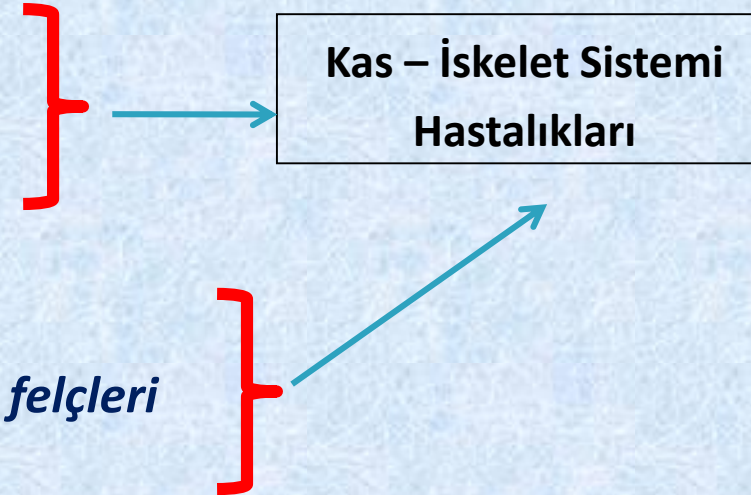 Kas – İskelet Sistemi
Hastalıkları
felçleri